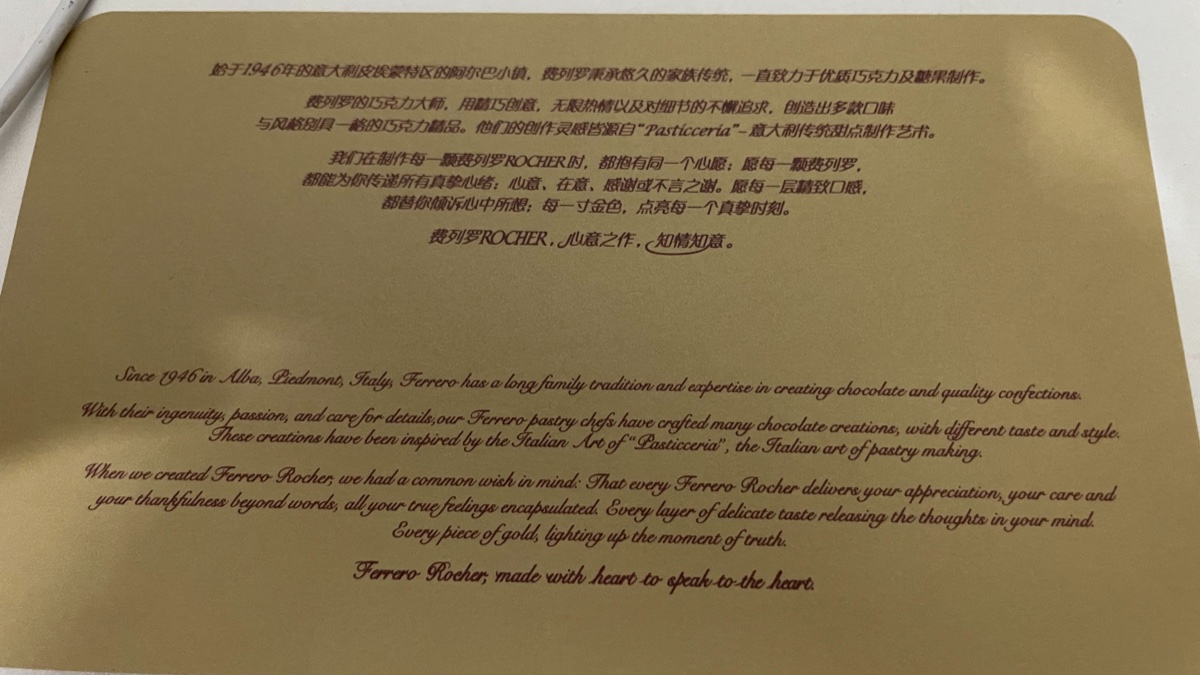 始于1946年的意大利皮埃蒙特区的阿尔巴小镇，费列罗秉承悠久的家族传统，一直致力于优质巧克力及糖果制作。
费列罗的巧克力大师，用精巧创意，无限热情以及对细节的不懈追求，创造出多款口味
与风格别具一格的巧克力精品。他们的创作灵感皆源自“Pasticceria”–意大利传统甜点制作艺术。
我们在制作每一颗费列罗ROCHER时，都抱有同一个心愿；愿每一颗费列罗，
都能为你传递所有真挚心绪；心意、在意、感谢或不言之谢。愿每一层精致口感，
都替你倾诉心中所想；每一寸金色，点亮每一个真挚时刻。
费列罗ROCHER，心意之作，知情知意。
Since 1946 in Alba, Piedmont, Italy, Ferrero has a long family tradition and expertise in creating chocolate and quality confections.
With their ingenuity, passion, and care for details,our Ferrero pastry chefs have crafted many chocolate creations, with different taste and style.
These creations have been inspired by the Italian Art of “Pasticceria”, the Italian art of pastry making.
When we created Ferrero Rocher, we had a common wish in mind: That every Ferrero Rocher delivers your appreciation, your care and
your thankfulness beyond words, all your true feelings encapsulated. Every layer of delicate taste releasing the thoughts in your mind.
Every piece of gold, lighting up the moment of truth.
Ferrero Rocher, made with heart to speak to the heart.